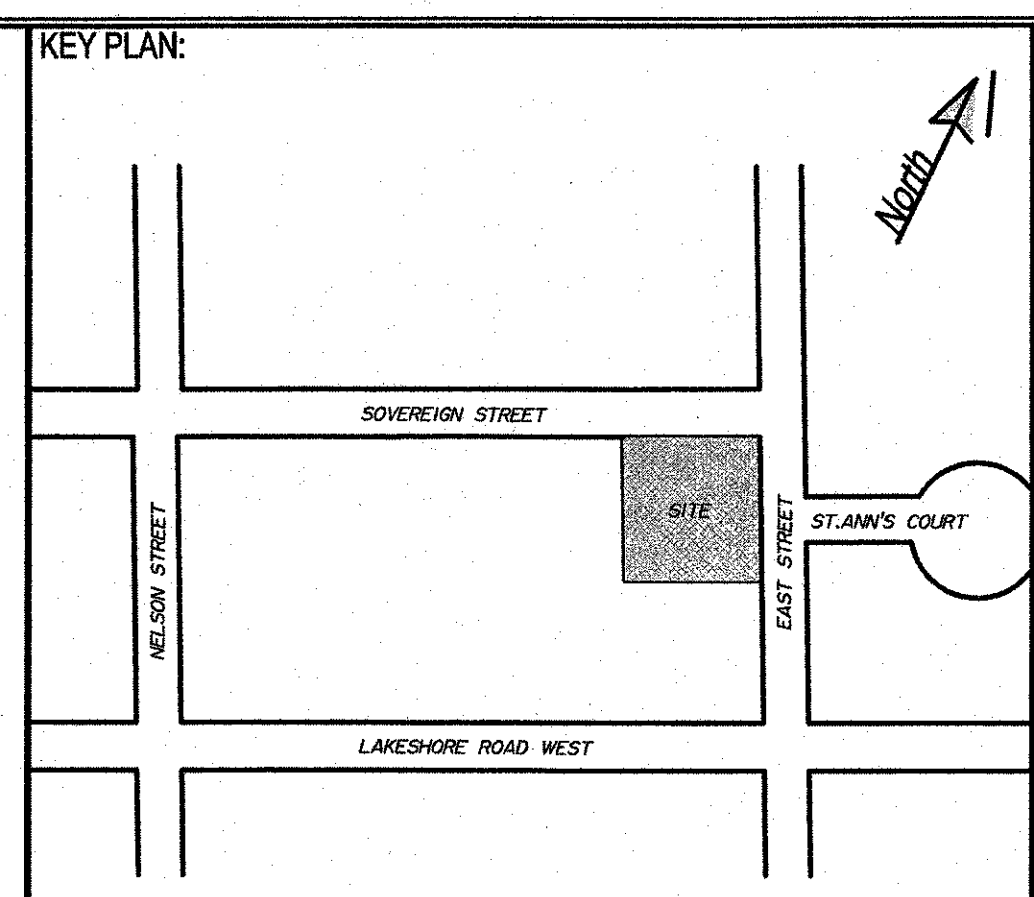 KEY PLAN:
North
SOVEREIGN STREET
SITE
ST.ANN'S COURT
NELSON STREET
EAST STREET
LAKESHORE ROAD WEST